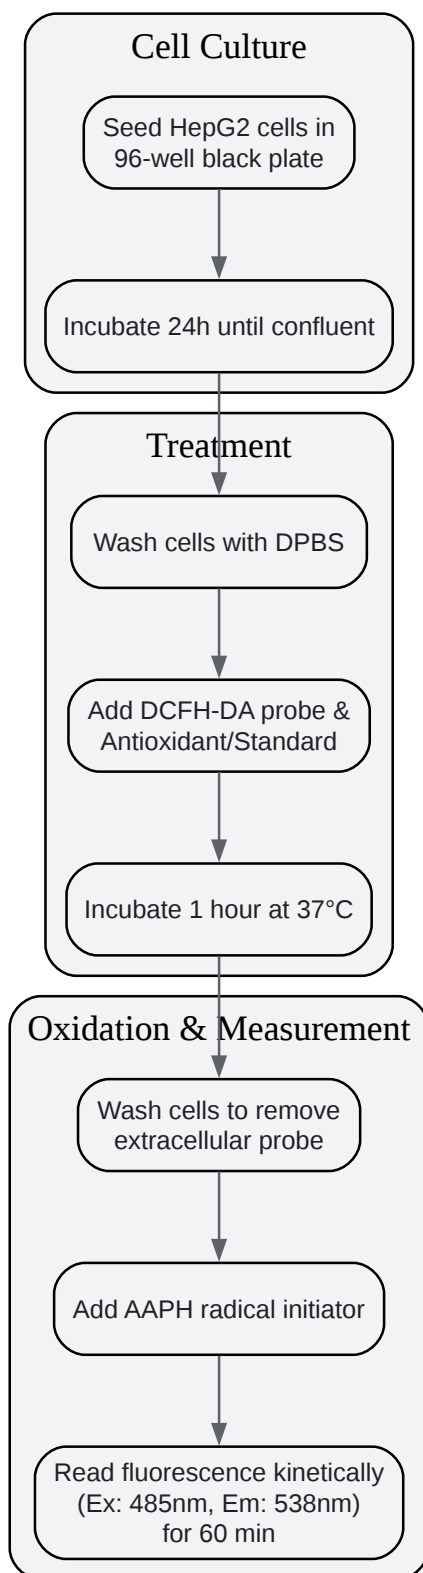 Cell Culture
Seed HepG2 cells in
96-well black plate
Incubate 24h until confluent
Treatment
Wash cells with DPBS
Add DCFH-DA probe &
Antioxidant/Standard
Incubate 1 hour at 37°C
Oxidation & Measurement
Wash cells to remove
extracellular probe
Add AAPH radical initiator
Read fluorescence kinetically
(Ex: 485nm, Em: 538nm)
for 60 min